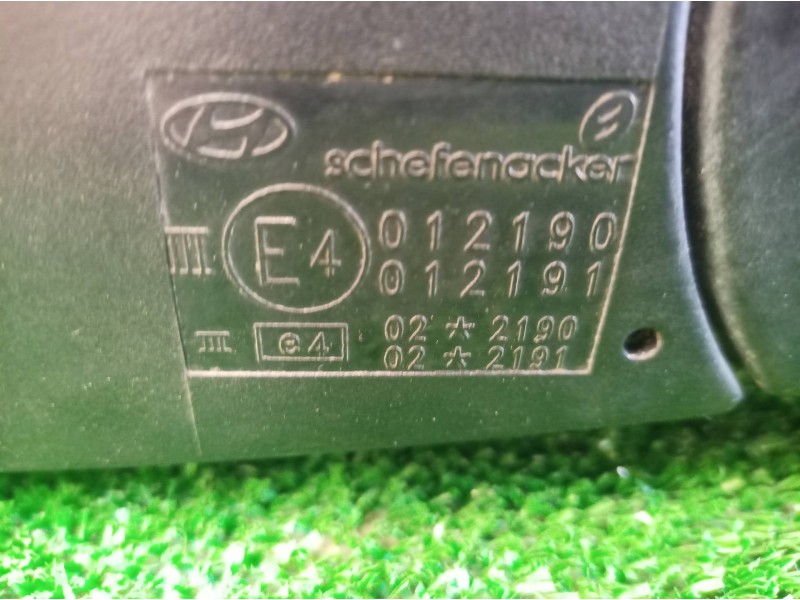 schefenacker
III E4 012190
012191
III e4 02 * 2190
02 * 2191